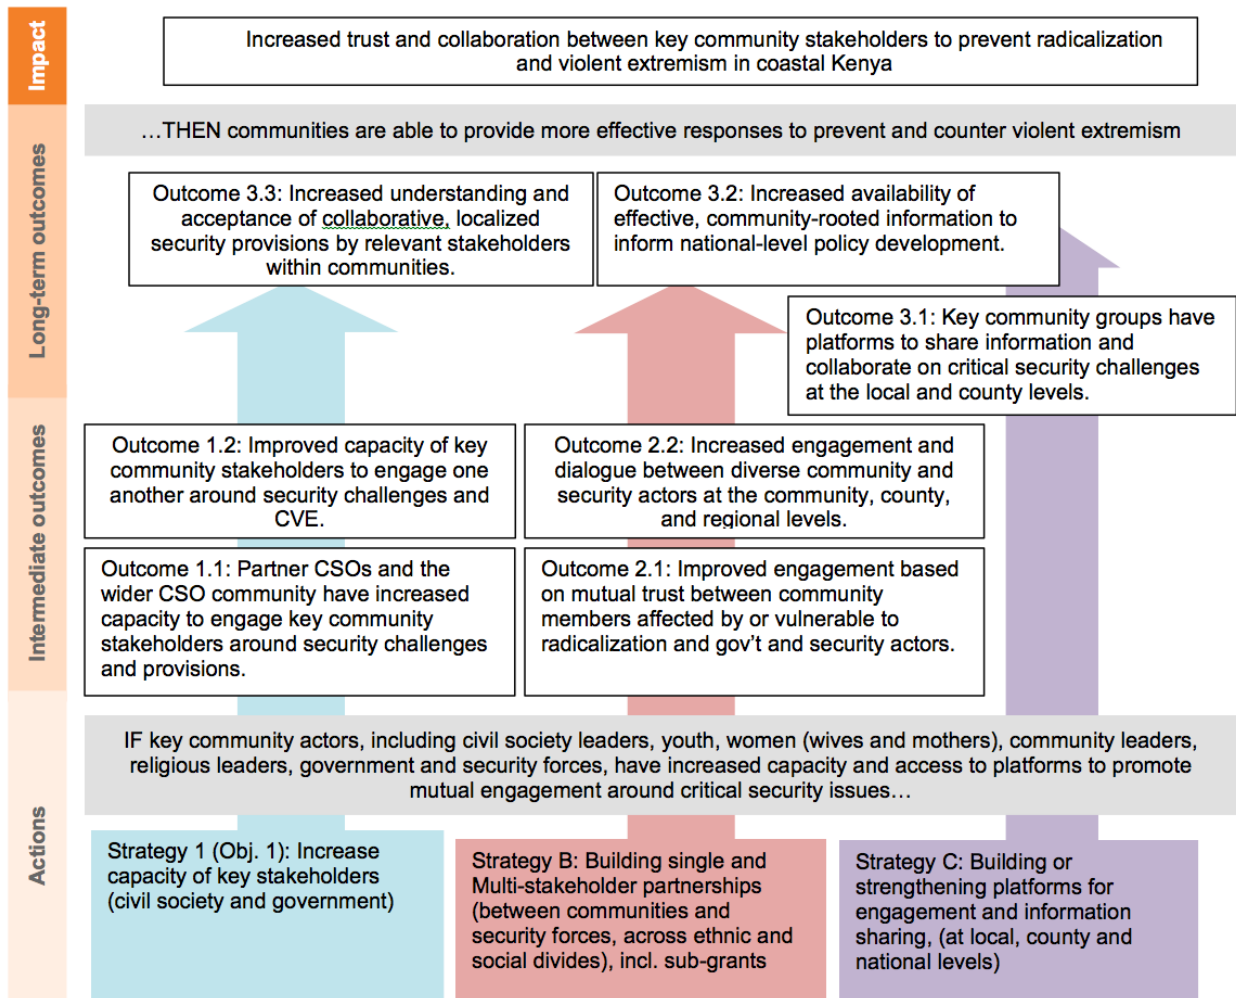 Impact
Increased trust and collaboration between key community stakeholders to prevent radicalization
and violent extremism in coastal Kenya
Long-term outcomes
…THEN communities are able to provide more effective responses to prevent and counter violent extremism
Outcome 3.3: Increased understanding and
acceptance of collaborative, localized
security provisions by relevant stakeholders
within communities.
Outcome 3.2: Increased availability of
effective, community-rooted information to
inform national-level policy development.
Outcome 3.1: Key community groups have
platforms to share information and
collaborate on critical security challenges
at the local and county levels.
Intermediate outcomes
Outcome 1.2: Improved capacity of key
community stakeholders to engage one
another around security challenges and
CVE.
Outcome 2.2: Increased engagement and
dialogue between diverse community and
security actors at the community, county,
and regional levels.
Outcome 1.1: Partner CSOs and the
wider CSO community have increased
capacity to engage key community
stakeholders around security challenges
and provisions.
Outcome 2.1: Improved engagement based
on mutual trust between community
members affected by or vulnerable to
radicalization and gov't and security actors.
Actions
IF key community actors, including civil society leaders, youth, women (wives and mothers), community leaders,
religious leaders, government and security forces, have increased capacity and access to platforms to promote
mutual engagement around critical security issues…
Strategy 1 (Obj. 1): Increase
capacity of key stakeholders
(civil society and government)
Strategy B: Building single and
Multi-stakeholder partnerships
(between communities and
security forces, across ethnic and
social divides), incl. sub-grants
Strategy C: Building or
strengthening platforms for
engagement and information
sharing, (at local, county and
national levels)